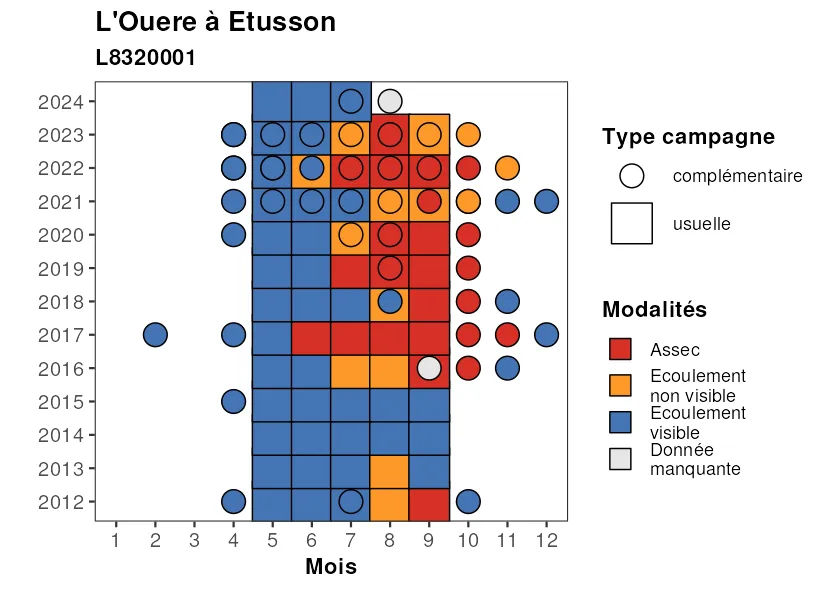 L'Ouere à Etusson
L8320001
2024
2023
2022
2021
2020
2019
2018
2017
2016
2015
2014
2013
2012
1 2 3 4 5 6 7 8 9 10 11 12
Mois
Type campagne
complémentaire
usuelle
Modalités
Assec
Ecoulement
non visible
Ecoulement
visible
Donnée
manquante